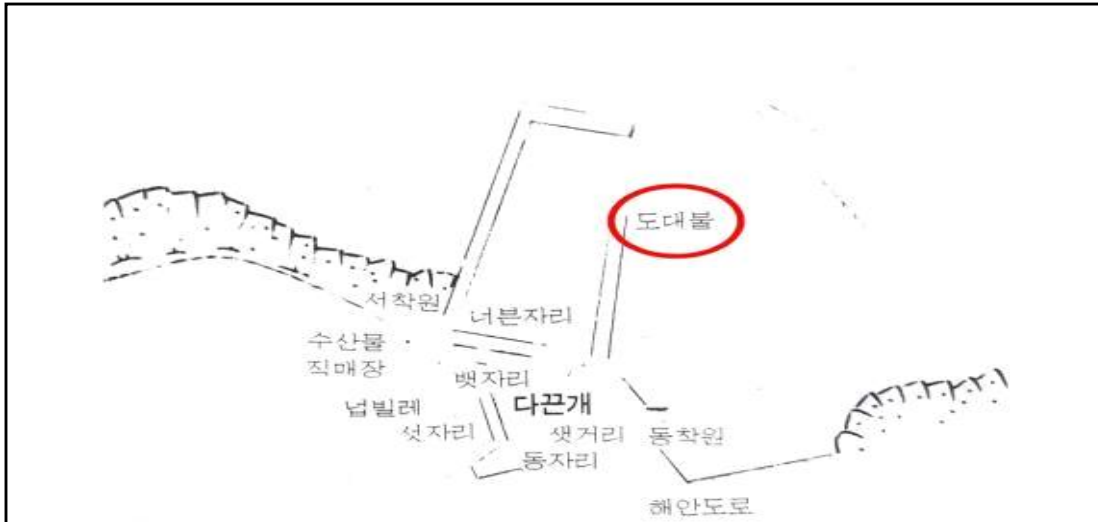 도대불
서착원
너븐자리
수산물
직매장
뱃자리
넙빌레
다끈개
섯자리
샛거리
동착원
동자리
해안도로